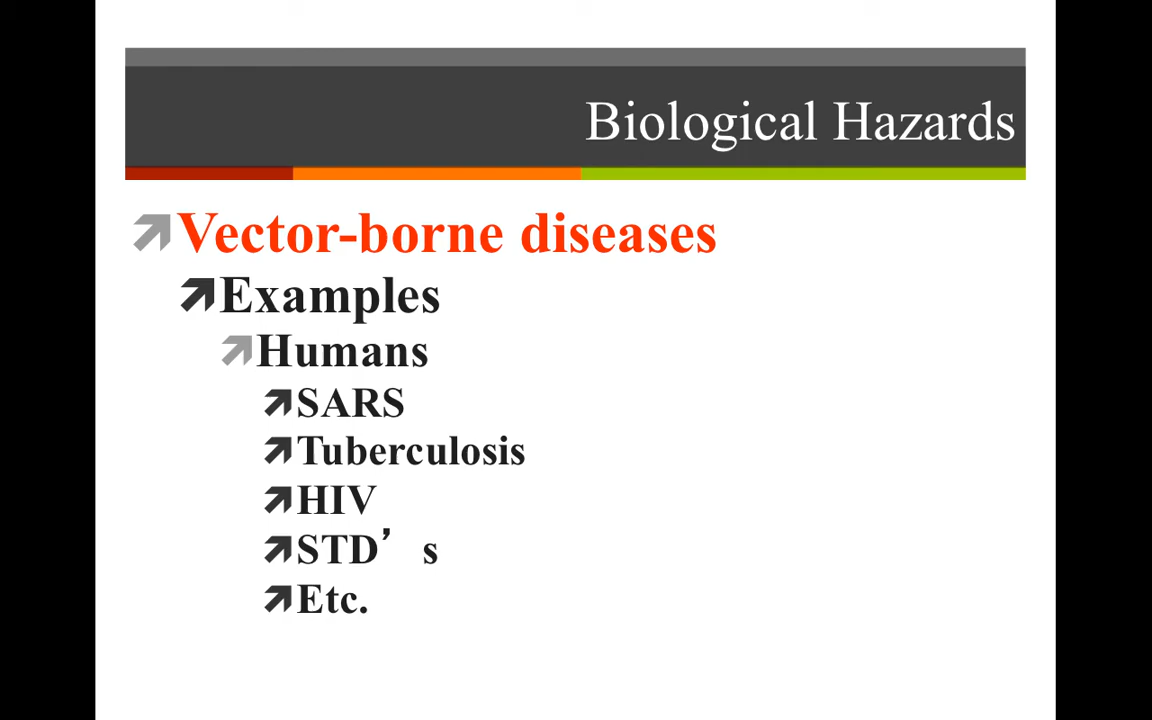 Biological Hazards
Vector-borne diseases
Examples
Humans
SARS
Tuberculosis
HIV
STD’ s
Etc.